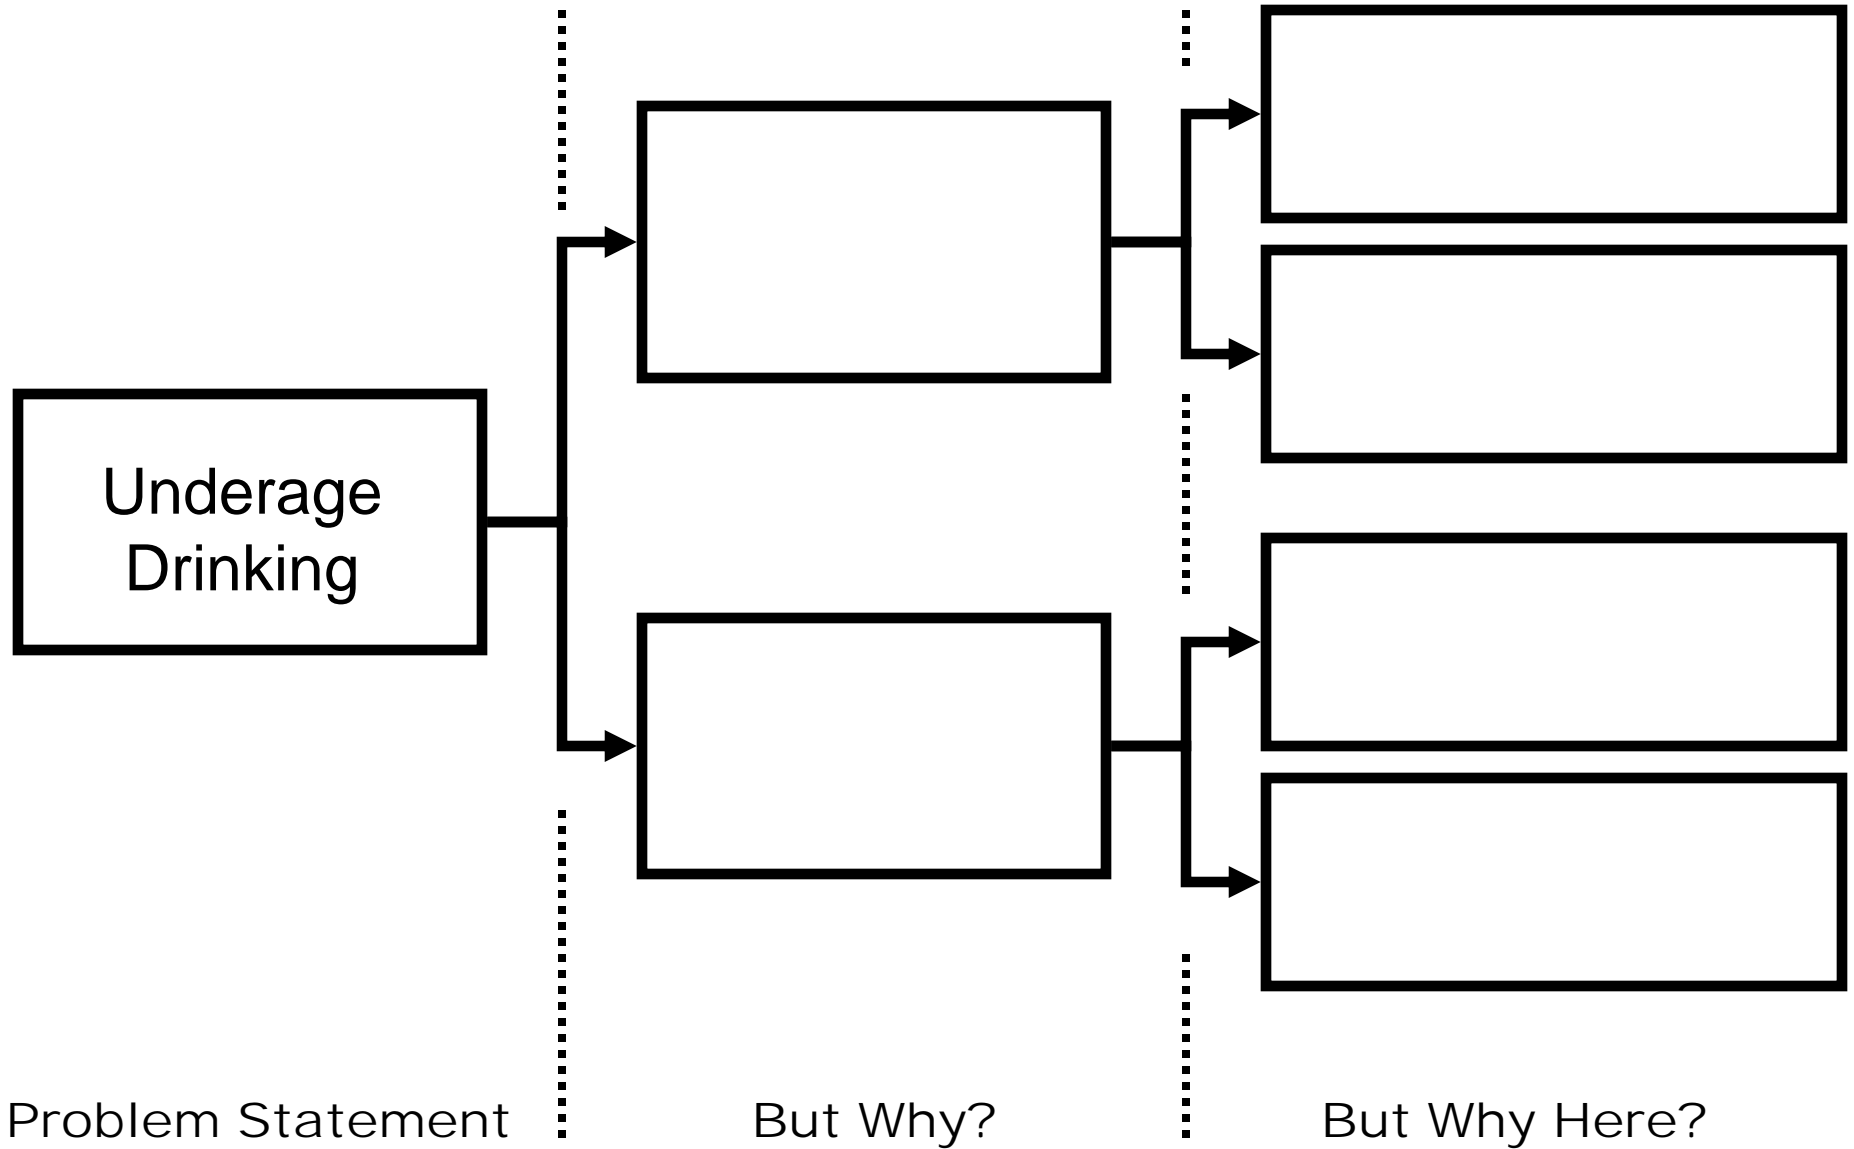 Underage
Drinking
Problem Statement
But Why?
But Why Here?